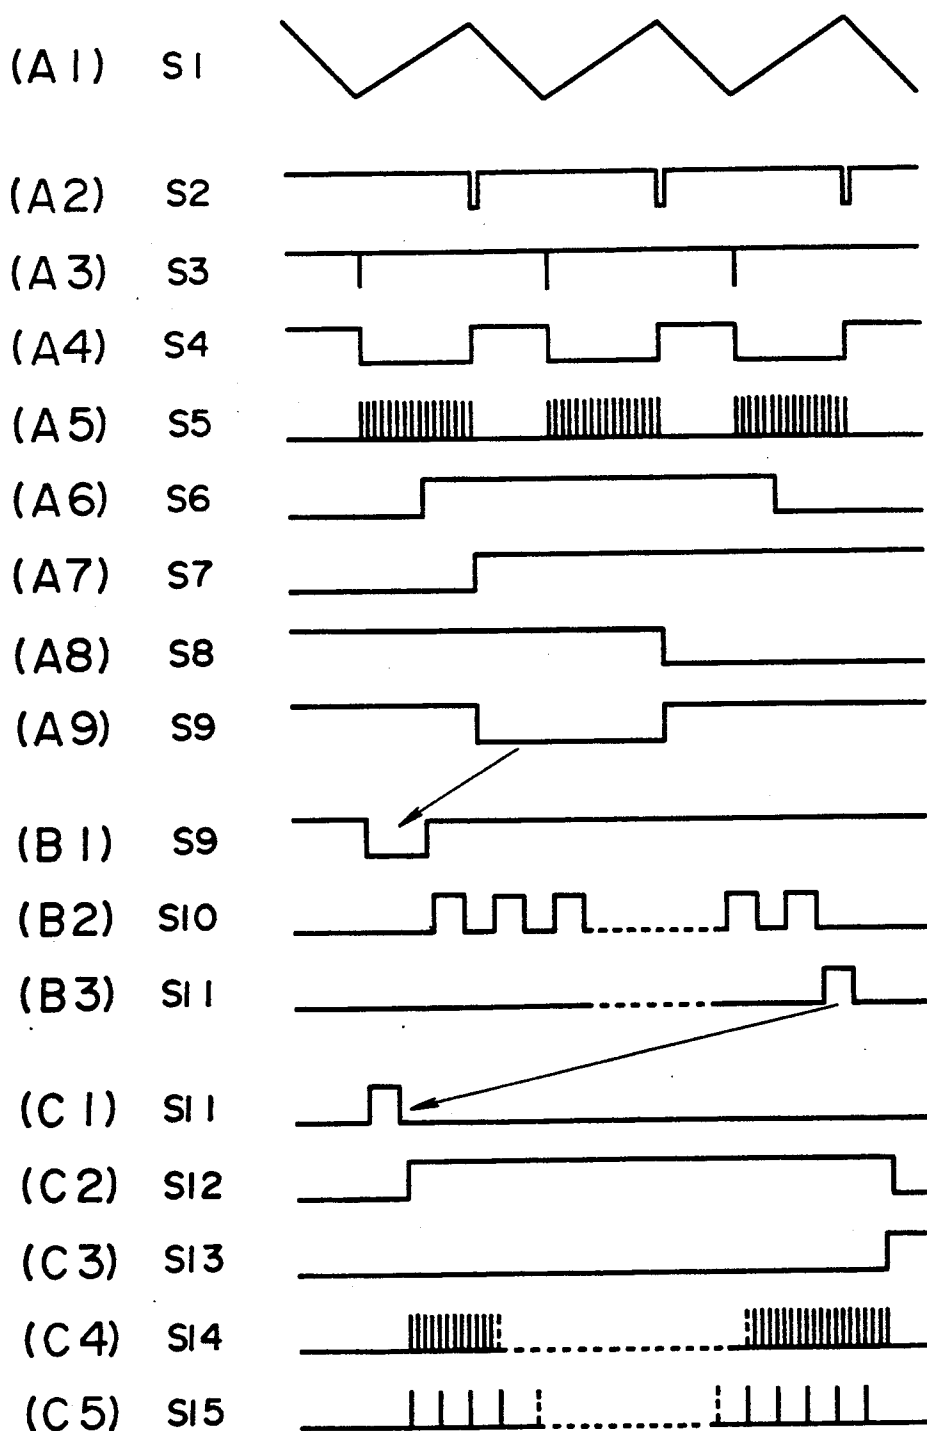 (A1) S1
(A2) S2
(A3) S3
(A4) S4
(A5) S5
(A6) S6
(A7) S7
(A8) S8
(A9) S9
(B1) S9
(B2) S10
(B3) S11
(C1) S11
(C2) S12
(C3) S13
(C4) S14
(C5) S15